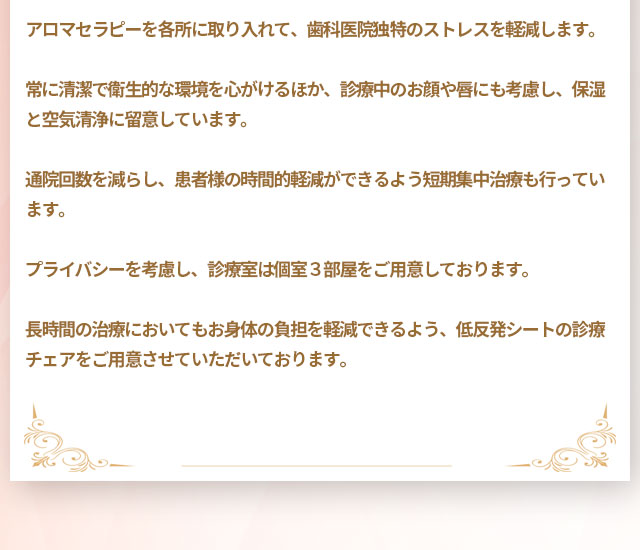 アロマセラピーを各所に取り入れて、歯科医院独特のストレスを軽減します。
常に清潔で衛生的な環境を心がけるほか、診療中のお顔や唇にも考慮し、保湿
と空気清浄に留意しています。
通院回数を減らし、患者様の時間的軽減ができるよう短期集中治療も行ってい
ます。
プライバシーを考慮し、診療室は個室３部屋をご用意しております。
長時間の治療においてもお身体の負担を軽減できるよう、低反発シートの診療
チェアをご用意させていただいております。